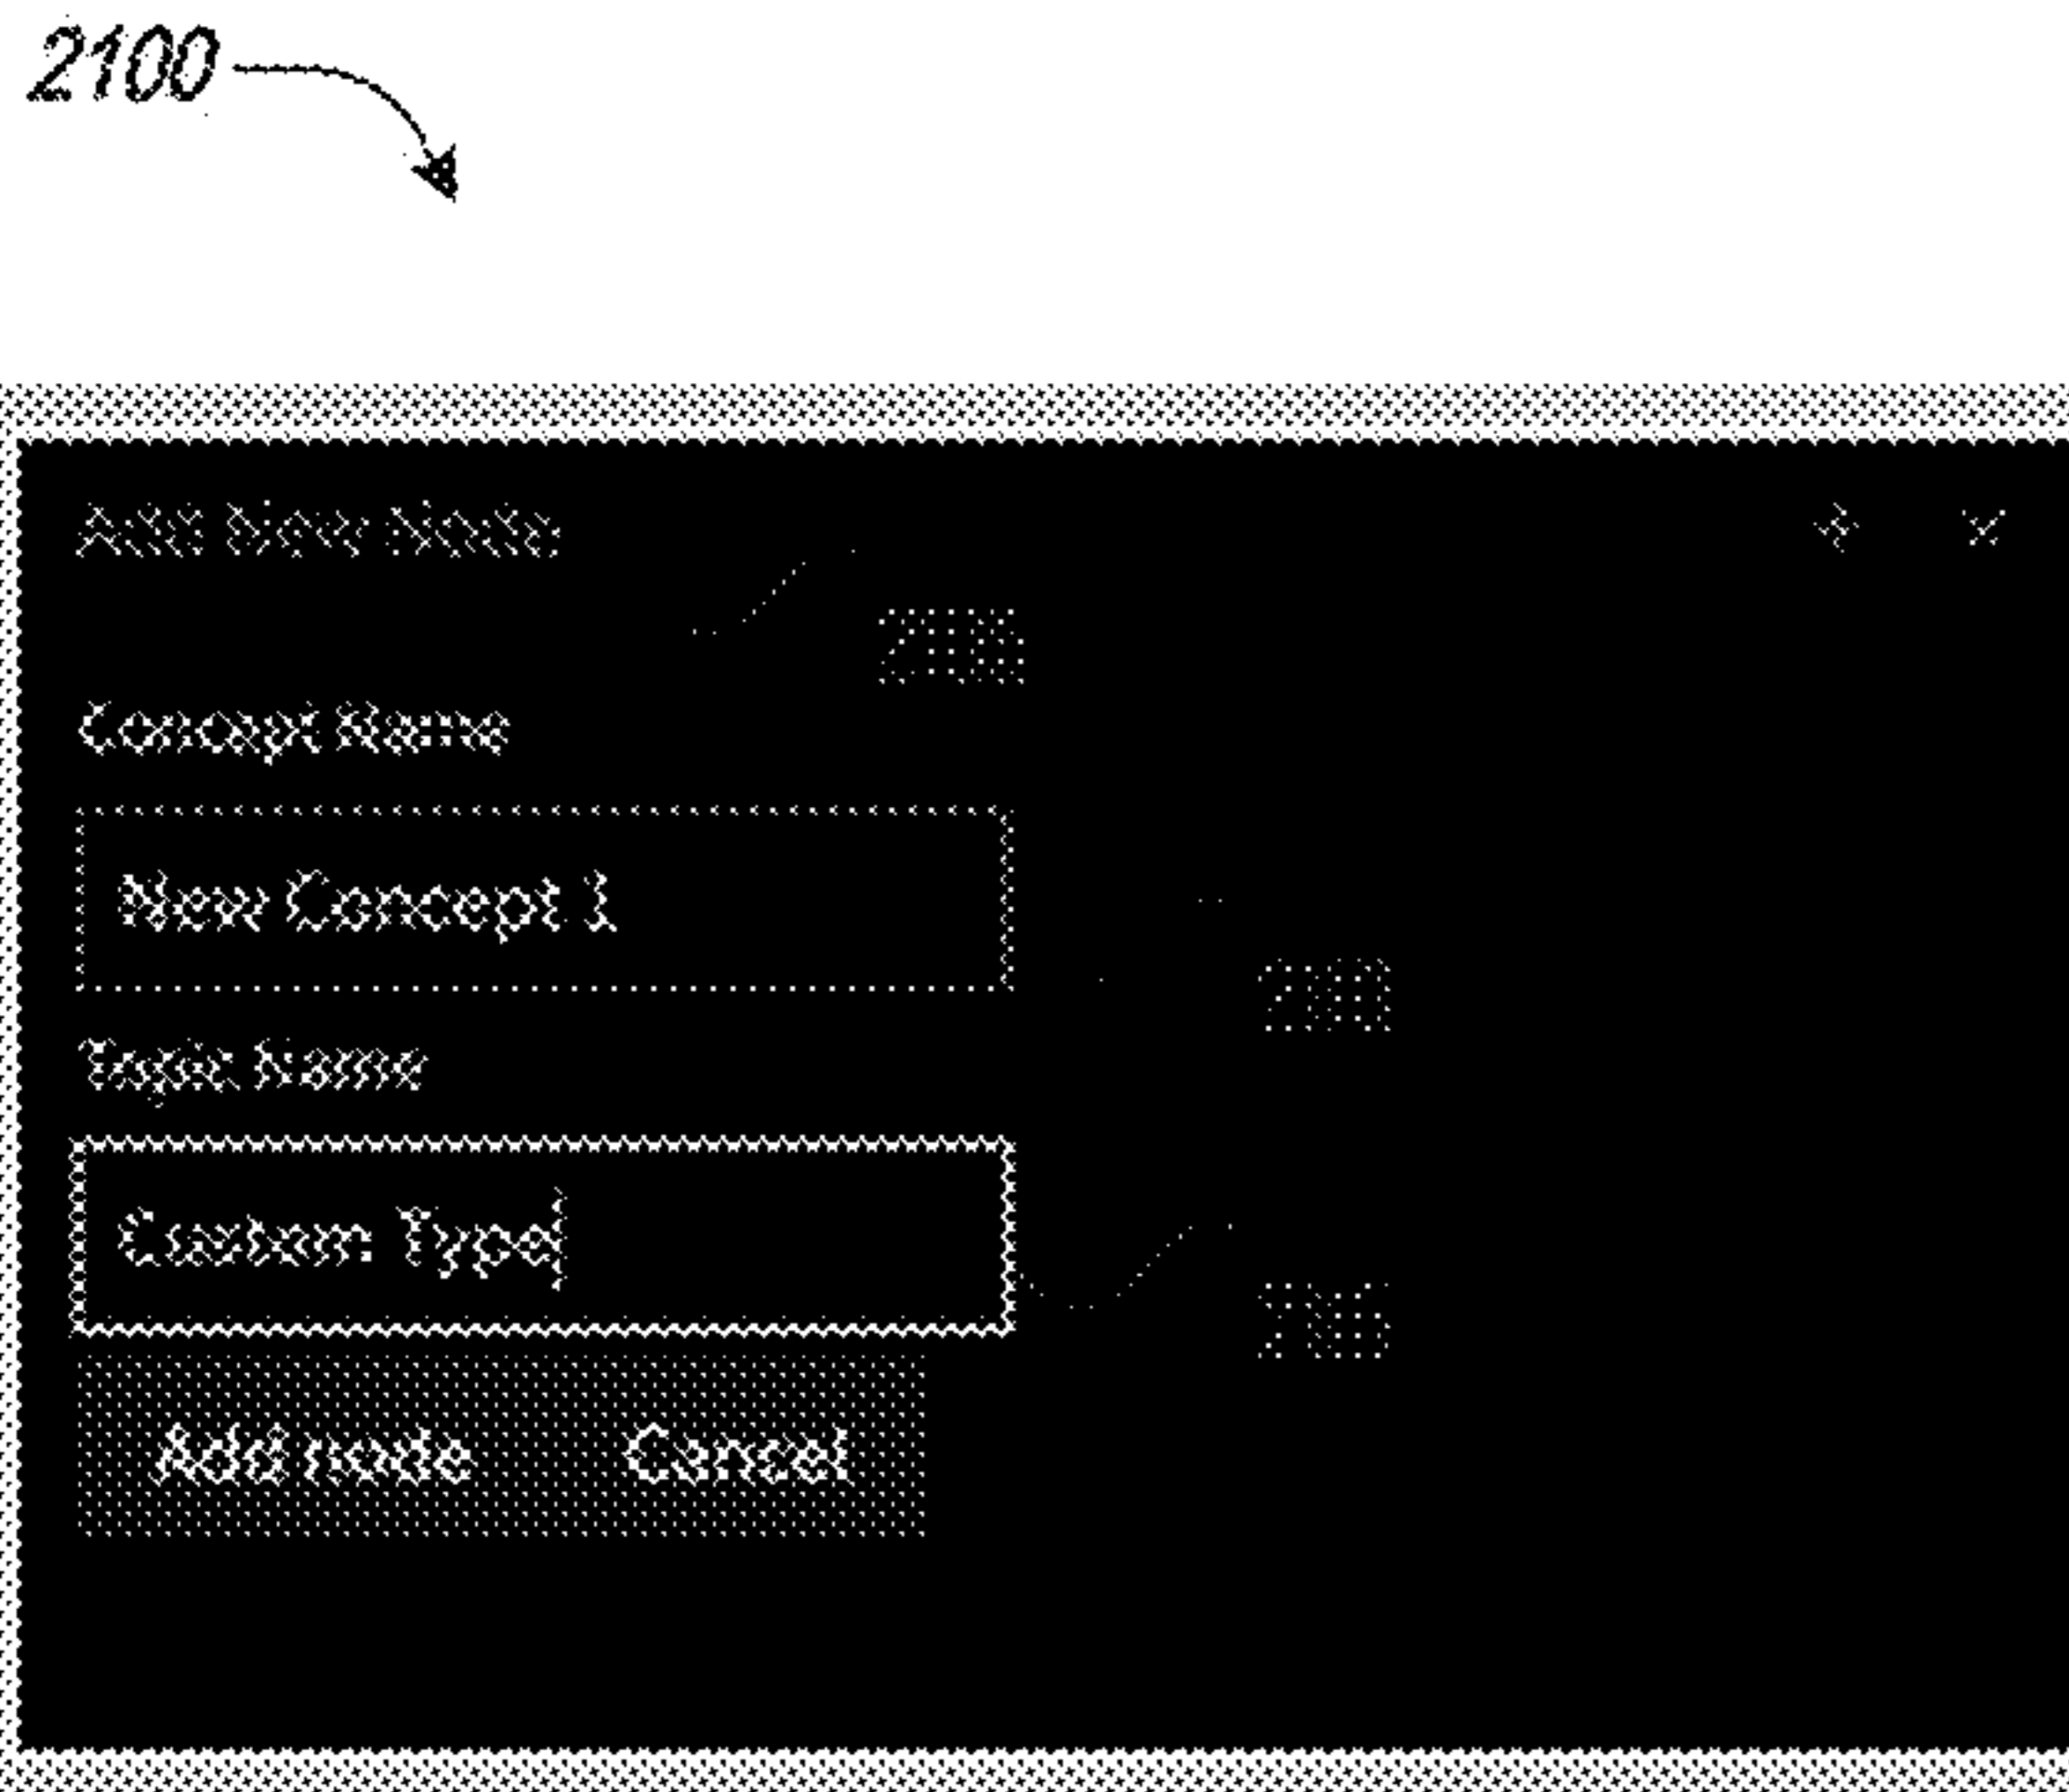 2100
Add New Node
Concept Name
New Concept 1
Topic Name
Custom Type
Add node Cancel